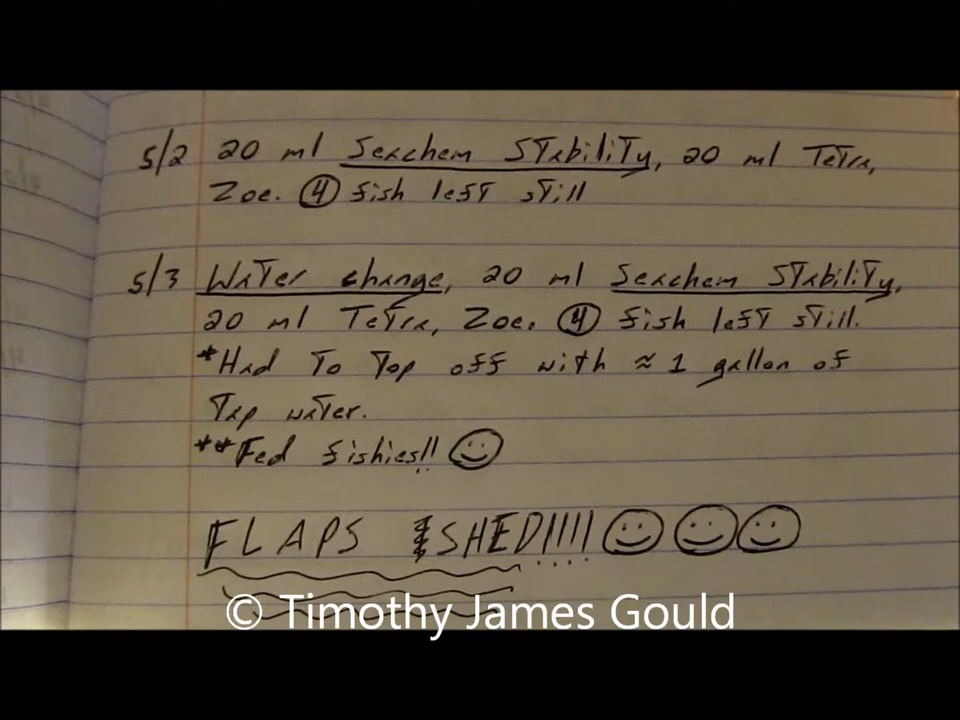 5/2 20 ml Seachem Stability, 20 ml Tetra,
Zoe. ④ fish left still
5/3 Water change, 20 ml Seachem Stability,
20 ml Tetra, Zoe. ④ fish left still.
*Had to top off with ≈ 1 gallon of
tap water.
**Fed fishies!! ☺
FLAPS SHED!!!! ☺ ☺ ☺
© Timothy James Gould